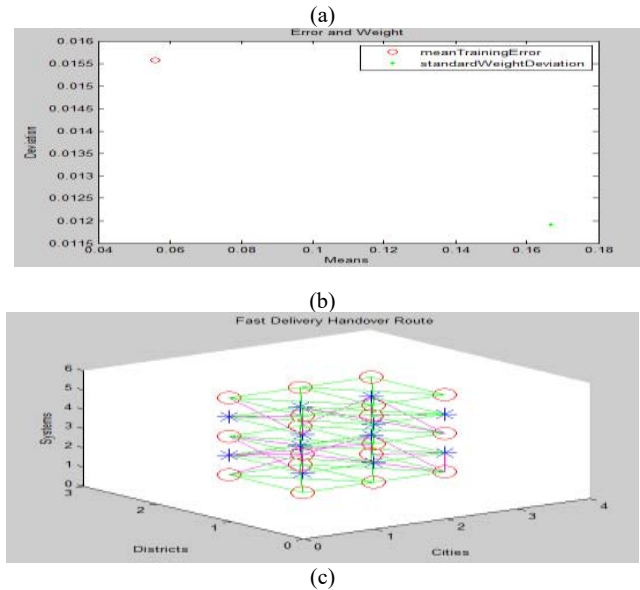 (a)
Error and Weight
meanTrainingError
standardWeightDeviation
0.016
0.0155
0.015
0.0145
0.014
0.0135
0.013
0.0125
0.012
0.0115
Deviation
0.04 0.06 0.08 0.1 0.12 0.14 0.16 0.18
Means
(b)
Fast Delivery Handover Route
6
5
4
3
2
1
0
Systems
3
2
1
0
Districts
0
1
2
3
4
Cities
(c)